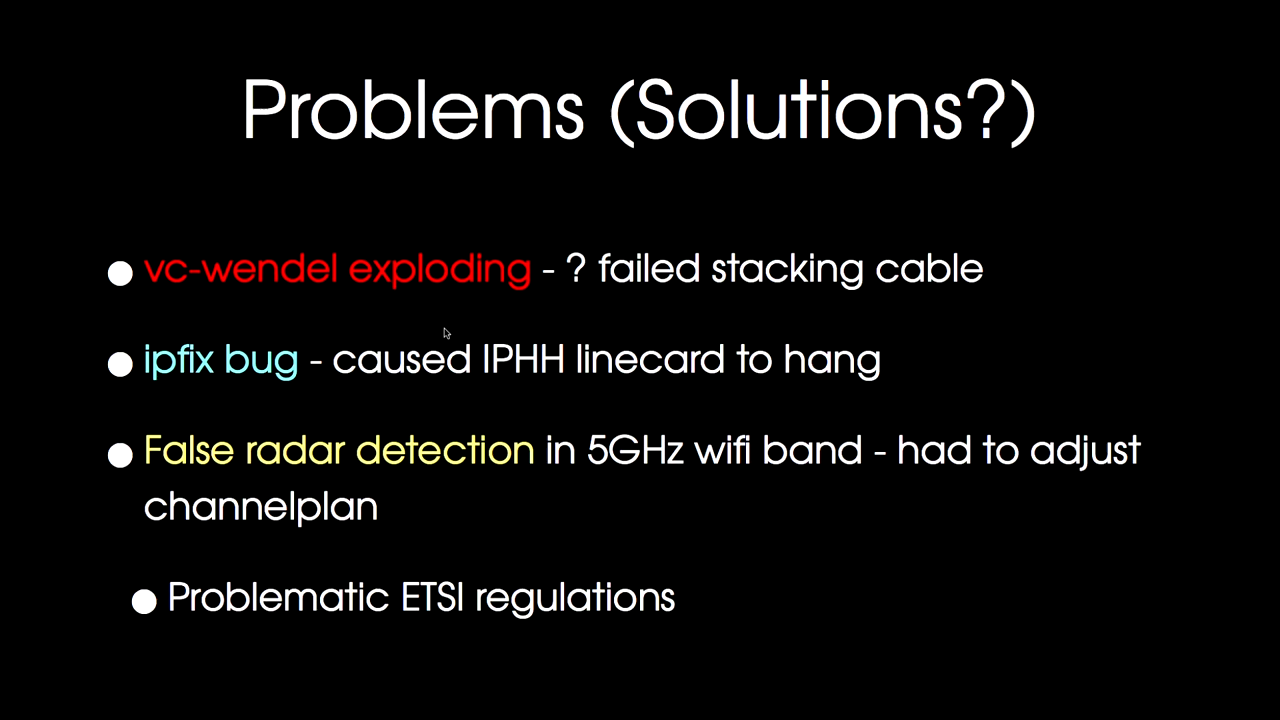 Problems (Solutions?)
vc-wendel exploding - ? failed stacking cable
ipfix bug - caused IPHH linecard to hang
False radar detection in 5GHz wifi band - had to adjust
channelplan
Problematic ETSI regulations